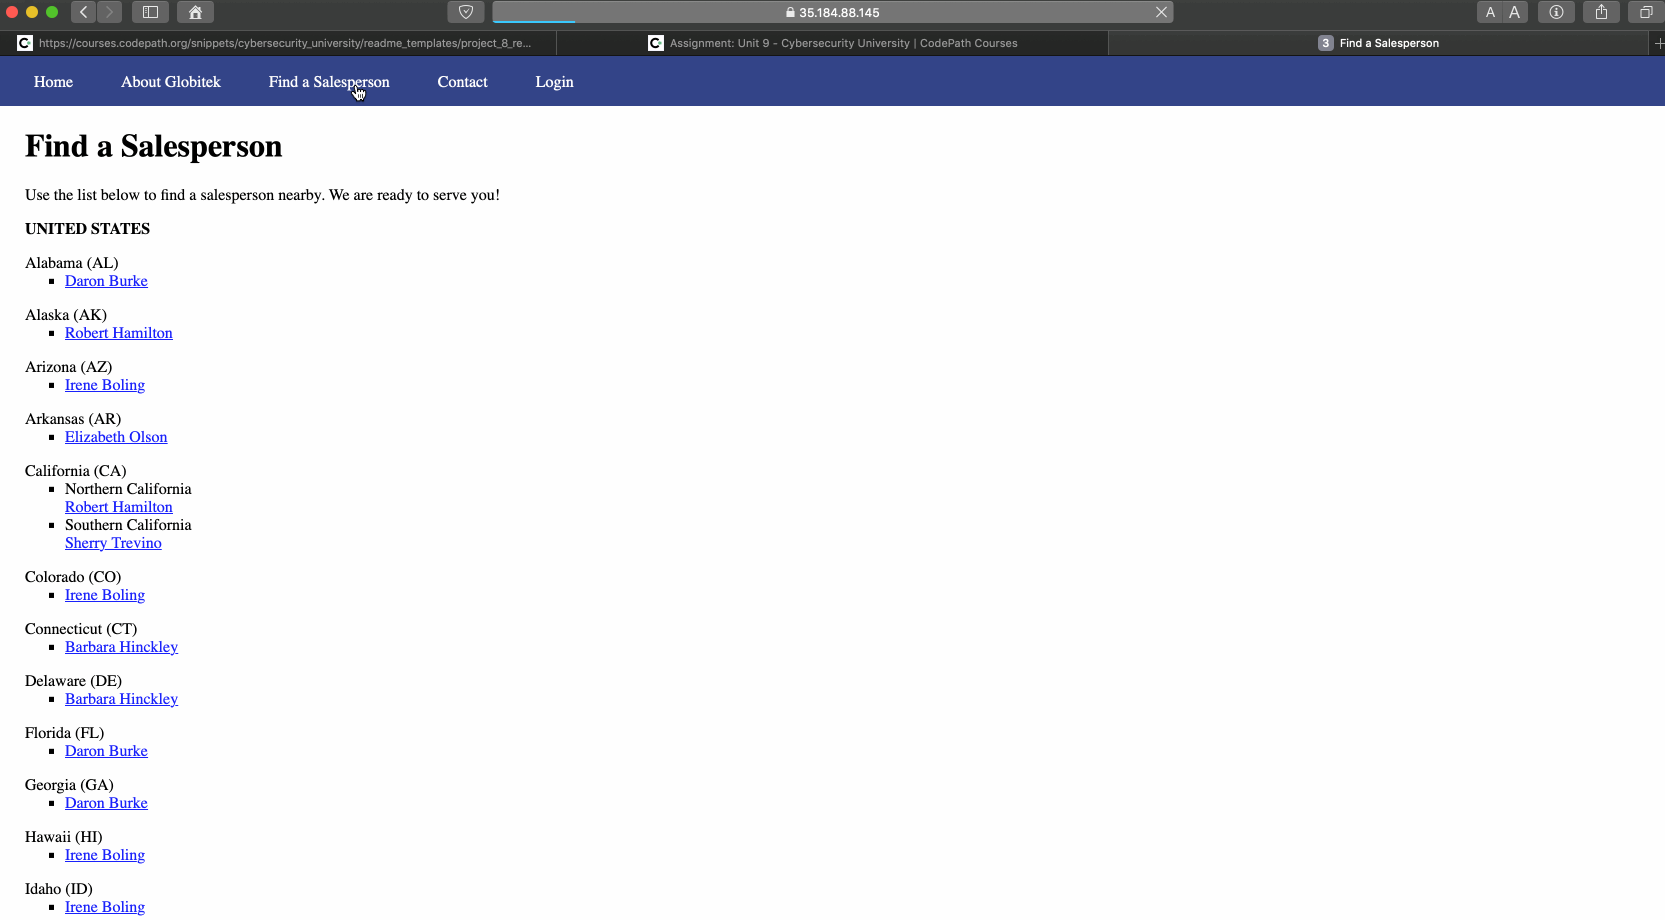 A A
35.184.88.145
https://courses.codepath.org/snippets/cybersecurity_university/readme_templates/project_8_re...
Assignment: Unit 9 - Cybersecurity University | CodePath Courses
3 Find a Salesperson
Home About Globitek Find a Salesperson Contact Login
Find a Salesperson
Use the list below to find a salesperson nearby. We are ready to serve you!
UNITED STATES
Alabama (AL)
Daron Burke
Alaska (AK)
Robert Hamilton
Arizona (AZ)
Irene Boling
Arkansas (AR)
Elizabeth Olson
California (CA)
Northern California
Robert Hamilton
Southern California
Sherry Trevino
Colorado (CO)
Irene Boling
Connecticut (CT)
Barbara Hinckley
Delaware (DE)
Barbara Hinckley
Florida (FL)
Daron Burke
Georgia (GA)
Daron Burke
Hawaii (HI)
Irene Boling
Idaho (ID)
Irene Boling